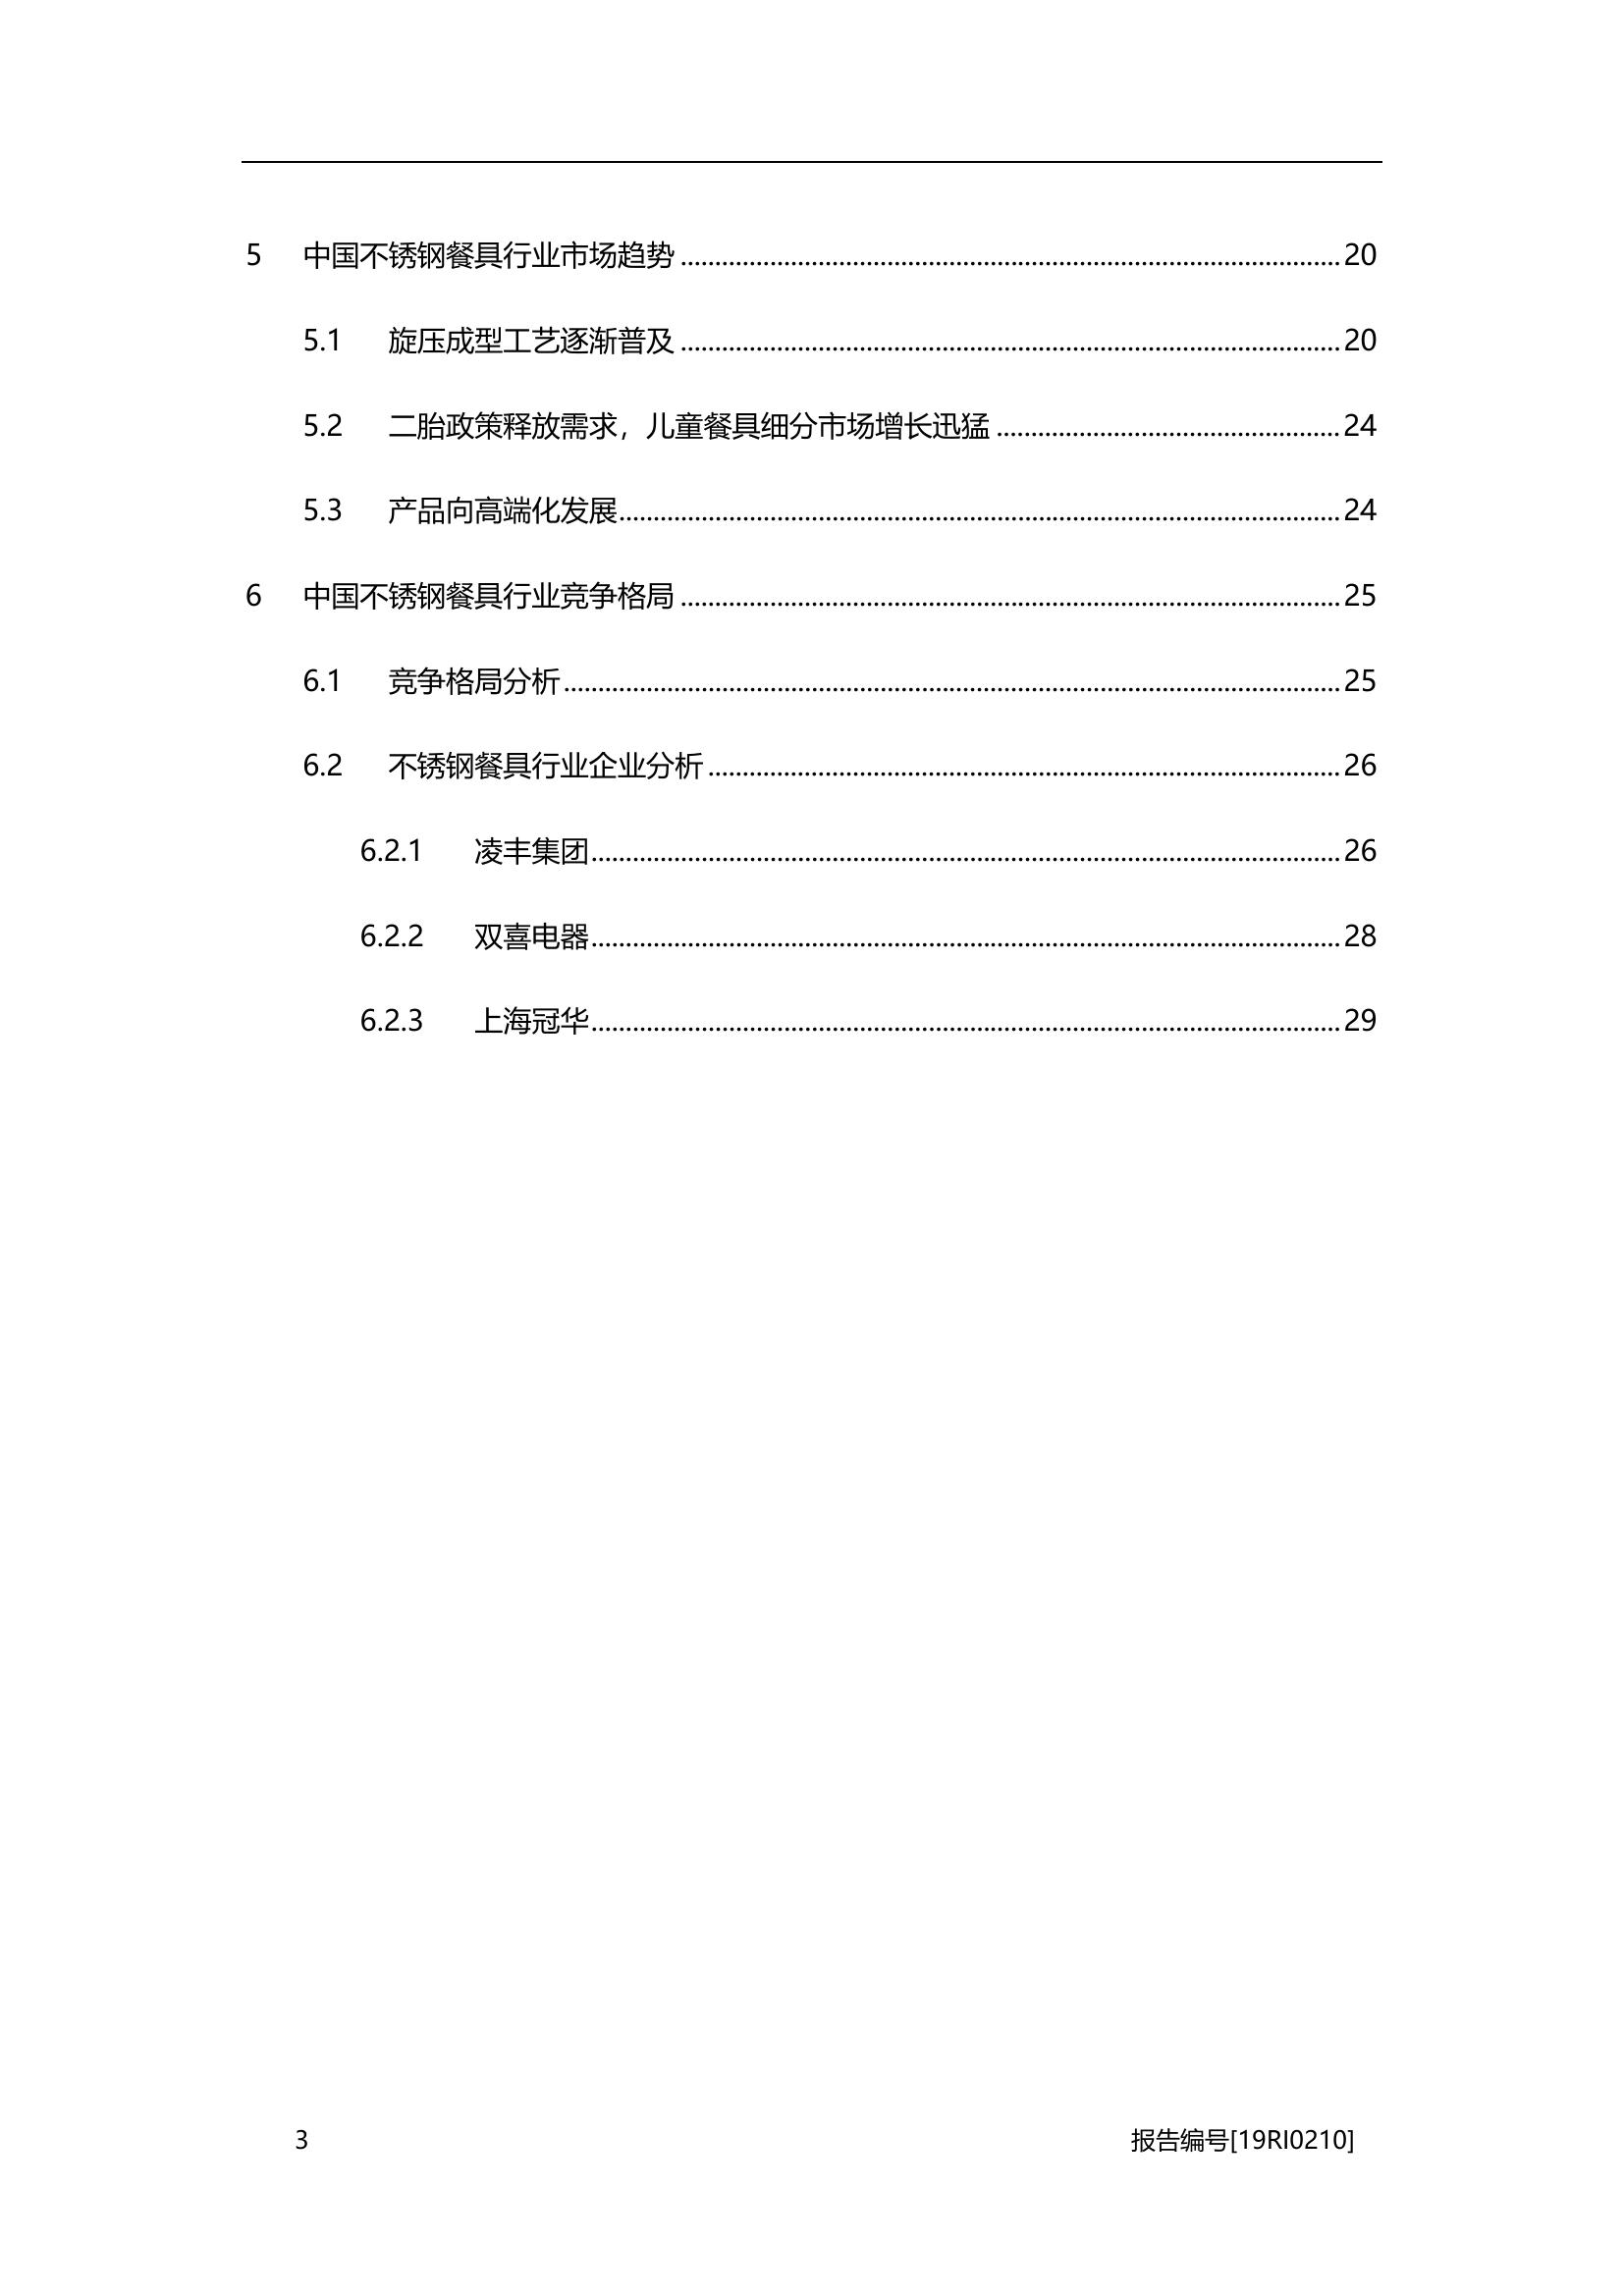 5 中国不锈钢餐具行业市场趋势 ........................................ 20
5.1 旋压成型工艺逐渐普及 ........................................ 20
5.2 二胎政策释放需求，儿童餐具细分市场增长迅猛 ........................................ 24
5.3 产品向高端化发展 ........................................ 24
6 中国不锈钢餐具行业竞争格局 ........................................ 25
6.1 竞争格局分析 ........................................ 25
6.2 不锈钢餐具行业企业分析 ........................................ 26
6.2.1 凌丰集团 ........................................ 26
6.2.2 双喜电器 ........................................ 28
6.2.3 上海冠华 ........................................ 29
3 报告编号[19RI0210]